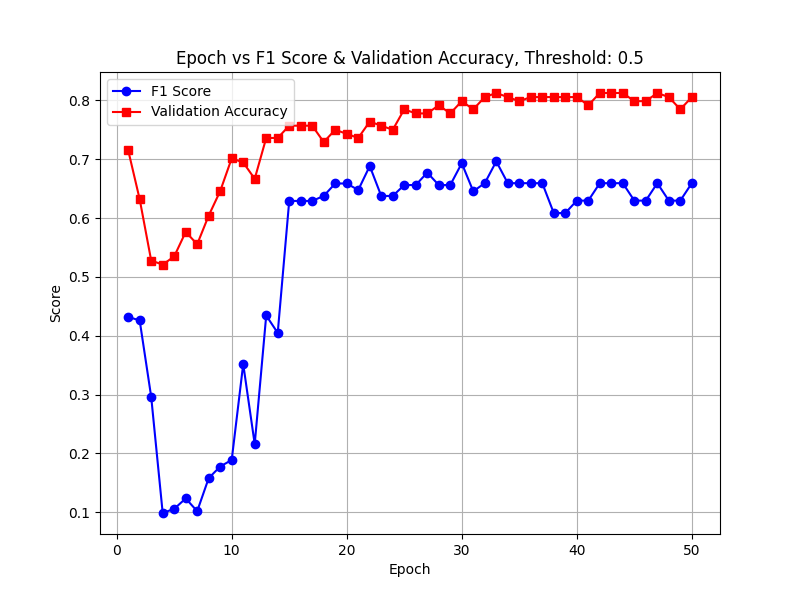 Epoch vs F1 Score & Validation Accuracy, Threshold: 0.5
F1 Score
Validation Accuracy
0.8
0.7
0.6
0.5
0.4
0.3
0.2
0.1
Score
0 10 20 30 40 50
Epoch